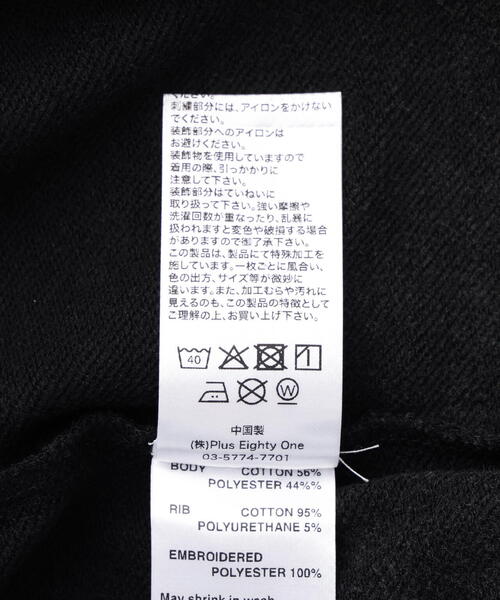 ください。
刺繍部分には、アイロンをかけない
でください。
装飾部分へのアイロンは
お避けください。
装飾物を使用していますので
着用の際、引っかかりに
注意して下さい。
装飾部分はていねいに
取り扱って下さい。強い摩擦や
洗濯回数が重なったり、乱暴に
扱われますと変色や破損する場合
がありますので御了承下さい。
この製品は、製品にて特殊加工を
施しています。一枚ごとに風合い、
色の出方、サイズ等が微妙に
違います。また、加工むらや汚れに
見えるのも、この製品の特徴として
ご理解の上、お買い上げ下さい。
40
W
中国製
(株)Plus Eighty One
03-5774-7701
BODY COTTON 56%
POLYESTER 44%%
RIB COTTON 95%
POLYURETHANE 5%
EMBROIDERED
POLYESTER 100%
May shrink in wash